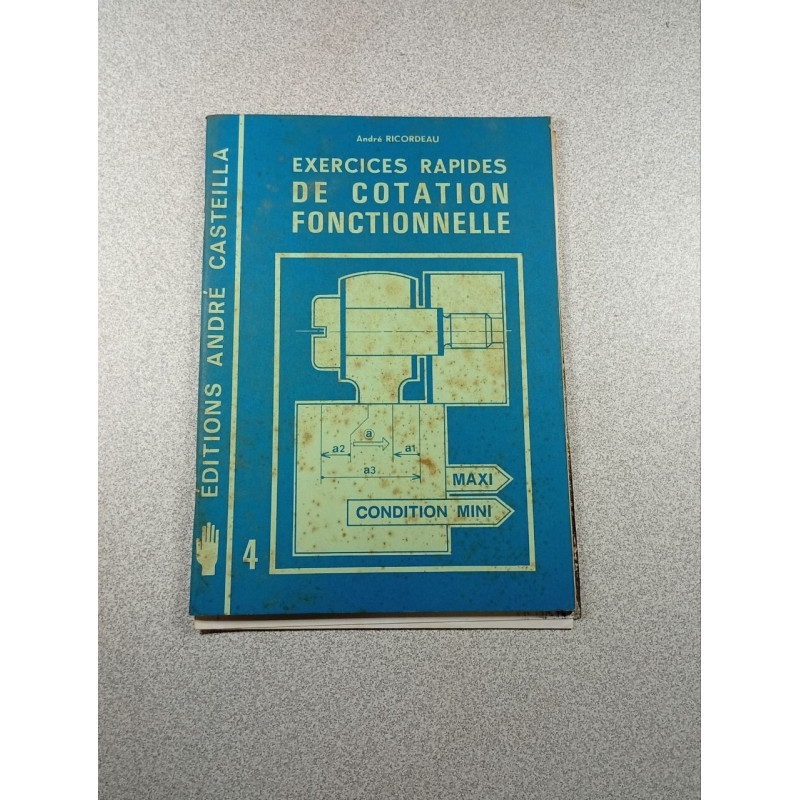 André RICORDEAU
EXERCICES RAPIDES
DE COTATION
FONCTIONNELLE
ÉDITIONS ANDRÉ CASTEILLA
a
a2
a1
a3
MAXI
CONDITION MINI
4